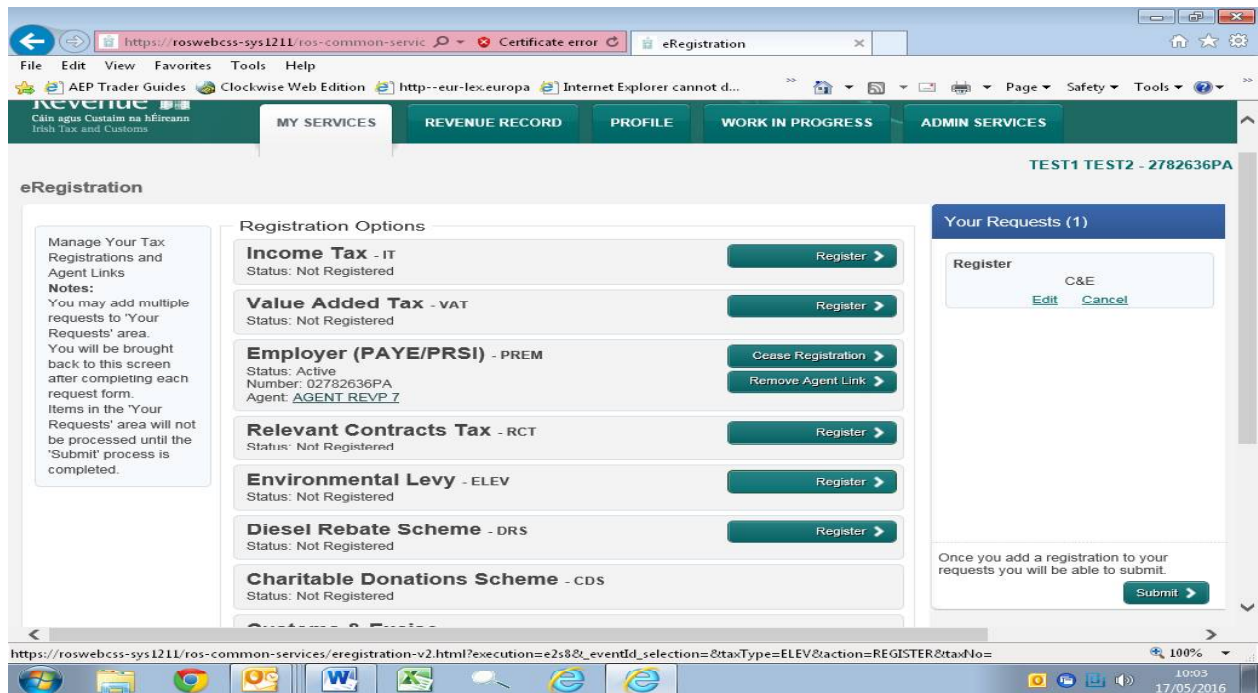 https://roswebcss-sys1211/ros-common-servic
Certificate error
eRegistration
File Edit View Favorites Tools Help
AEP Trader Guides Clockwise Web Edition http--eur-lex.europa Internet Explorer cannot d...
Page Safety Tools
Revenue
Cáin agus Custaim na hÉireann
Irish Tax and Customs
MY SERVICES REVENUE RECORD PROFILE WORK IN PROGRESS ADMIN SERVICES
TEST1 TEST2 - 2782636PA
eRegistration
Manage Your Tax
Registrations and
Agent Links
Notes:
You may add multiple
requests to 'Your
Requests' area.
You will be brought
back to this screen
after completing each
request form.
Items in the 'Your
Requests' area will not
be processed until the
'Submit' process is
completed.
Registration Options
Income Tax - IT
Status: Not Registered
Register
Value Added Tax - VAT
Status: Not Registered
Register
Employer (PAYE/PRSI) - PREM
Status: Active
Number: 02782636PA
Agent: AGENT REVP 7
Cease Registration
Remove Agent Link
Relevant Contracts Tax - RCT
Status: Not Registered
Register
Environmental Levy - ELEV
Status: Not Registered
Register
Diesel Rebate Scheme - DRS
Status: Not Registered
Register
Charitable Donations Scheme - CDS
Status: Not Registered
Your Requests (1)
Register
C&E
Edit Cancel
Once you add a registration to your
requests you will be able to submit.
Submit
https://roswebcss-sys1211/ros-common-services/eregistration-v2.html?execution=e2s8&_eventId_selection=&taxType=ELEV&action=REGISTER&taxNo=
100%
10:03
17/05/2016